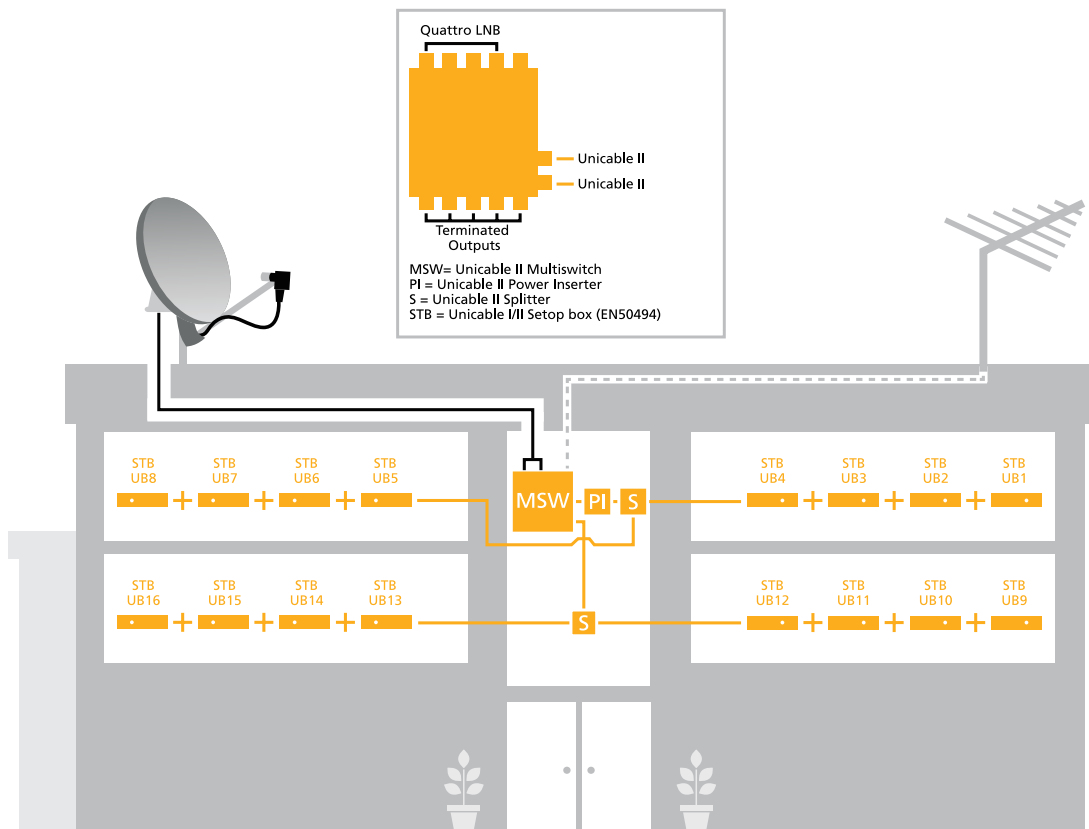 Quattro LNB
Unicable II
Unicable II
Terminated
Outputs
MSW= Unicable II Multiswitch
PI = Unicable II Power Inserter
S = Unicable II Splitter
STB = Unicable I/II Setop box (EN50494)
STB UB8
STB UB7
STB UB6
STB UB5
MSW
PI
S
STB UB4
STB UB3
STB UB2
STB UB1
STB UB16
STB UB15
STB UB14
STB UB13
S
STB UB12
STB UB11
STB UB10
STB UB9